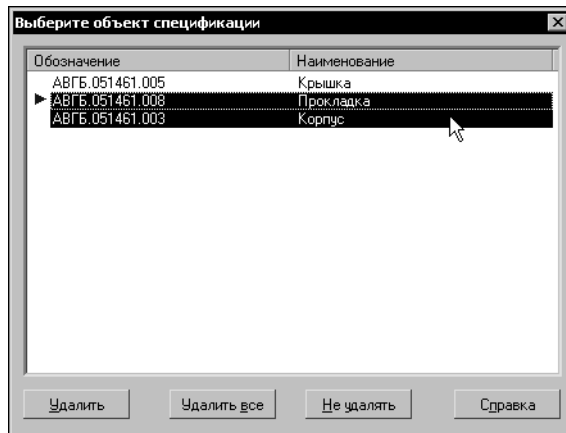 Выберите объект спецификации
Обозначение Наименование
АВГБ.051461.005 Крышка
АВГБ.051461.008 Прокладка
АВГБ.051461.003 Корпус
Удалить Удалить все Не удалять Справка